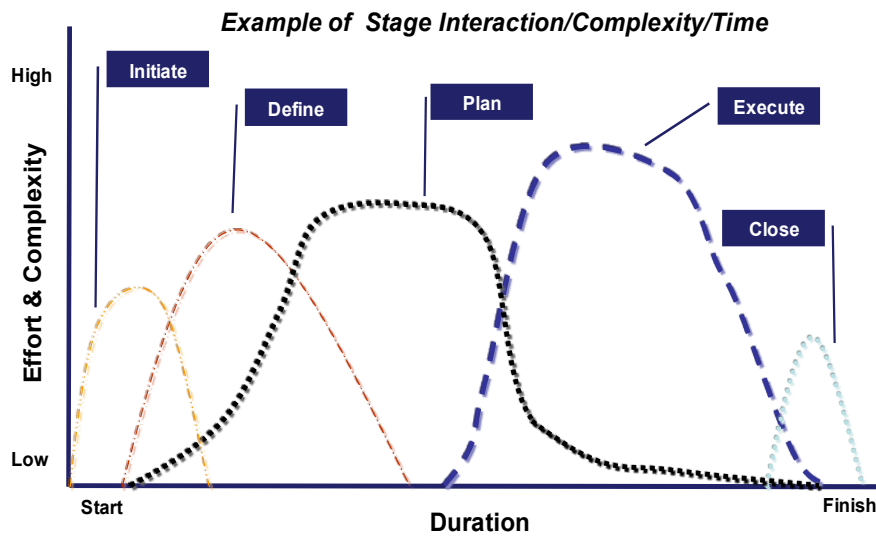 Example of Stage Interaction/Complexity/Time
High
Initiate
Define
Plan
Execute
Close
Effort & Complexity
Low
Start
Duration
Finish